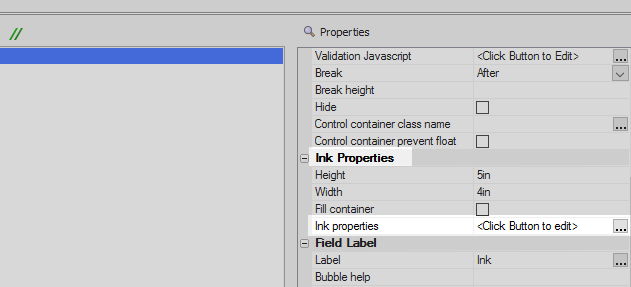 //
Properties
Validation Javascript <Click Button to Edit> ...
Break After
Break height
Hide
Control container class name ...
Control container prevent float
Ink Properties
Height 5in
Width 4in
Fill container
Ink properties <Click Button to edit> ...
Field Label
Label Ink ...
Bubble help